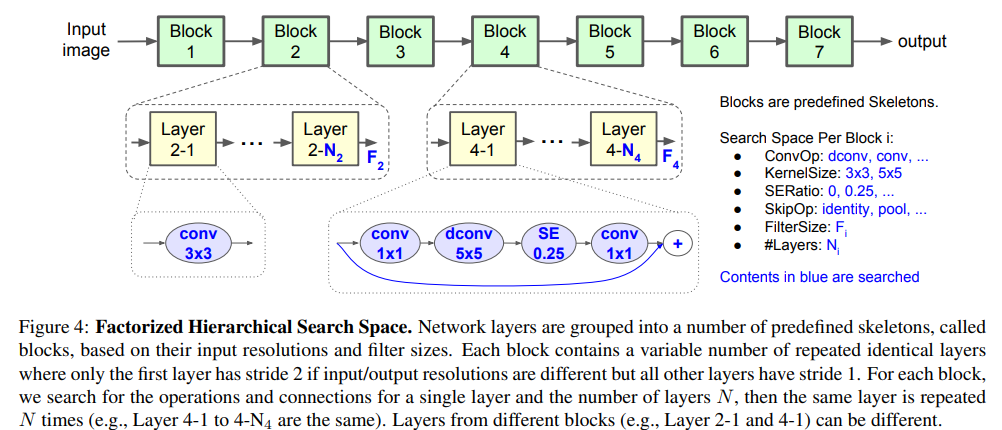 Input
image
Block
1
Block
2
Block
3
Block
4
Block
5
Block
6
Block
7
output
Layer
2-1
...
Layer
2-N2
F2
Layer
4-1
...
Layer
4-N4
F4
conv
3x3
conv
1x1
dconv
5x5
SE
0.25
conv
1x1
+
Blocks are predefined Skeletons.
Search Space Per Block i:
● ConvOp: dconv, conv, ...
● KernelSize: 3x3, 5x5
● SERatio: 0, 0.25, ...
● SkipOp: identity, pool, ...
● FilterSize: Fi
● #Layers: Ni
Contents in blue are searched
Figure 4: Factorized Hierarchical Search Space. Network layers are grouped into a number of predefined skeletons, called
blocks, based on their input resolutions and filter sizes. Each block contains a variable number of repeated identical layers
where only the first layer has stride 2 if input/output resolutions are different but all other layers have stride 1. For each block,
we search for the operations and connections for a single layer and the number of layers N, then the same layer is repeated
N times (e.g., Layer 4-1 to 4-N4 are the same). Layers from different blocks (e.g., Layer 2-1 and 4-1) can be different.